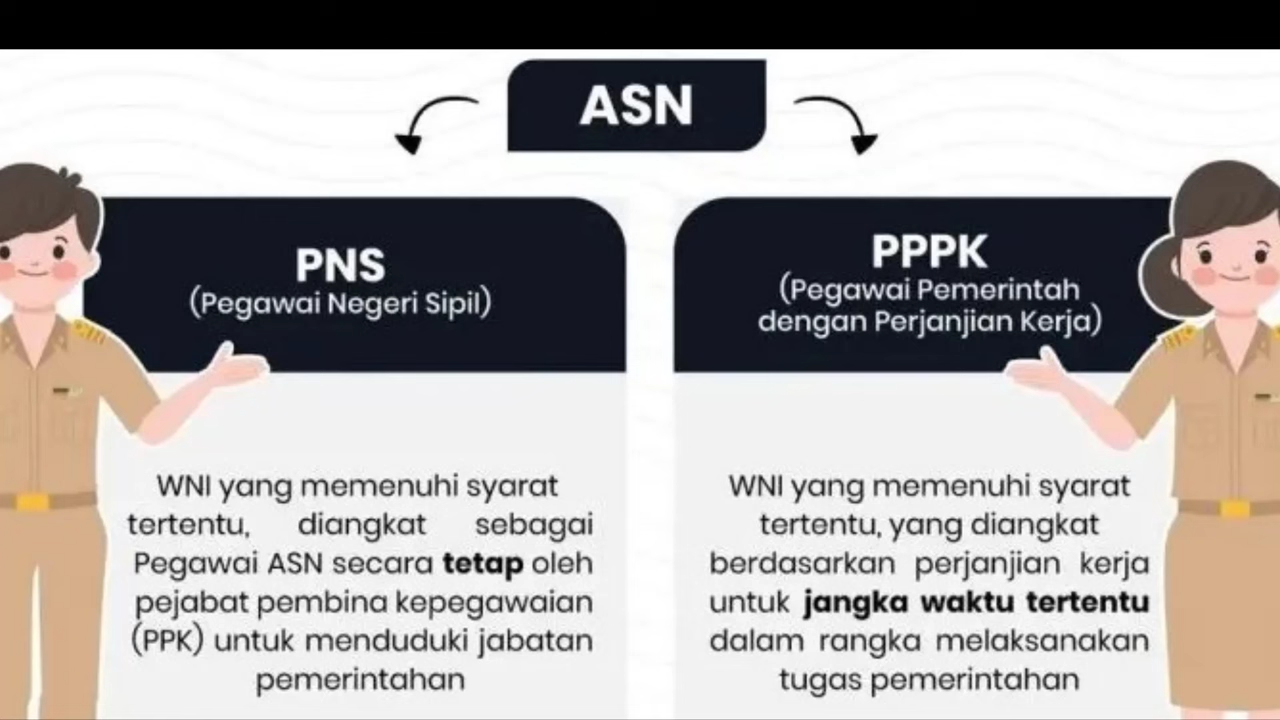 ASN
PNS
(Pegawai Negeri Sipil)
WNI yang memenuhi syarat
tertentu, diangkat sebagai
Pegawai ASN secara tetap oleh
pejabat pembina kepegawaian
(PPK) untuk menduduki jabatan
pemerintahan
PPPK
(Pegawai Pemerintah
dengan Perjanjian Kerja)
WNI yang memenuhi syarat
tertentu, yang diangkat
berdasarkan perjanjian kerja
untuk jangka waktu tertentu
dalam rangka melaksanakan
tugas pemerintahan